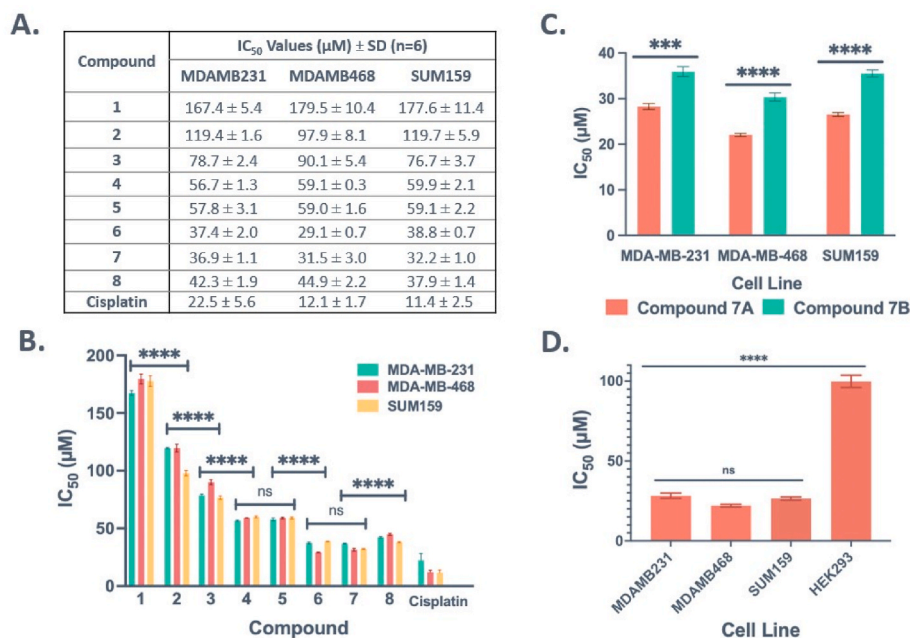 A.
Compound IC50 Values (µM) ± SD (n=6)
MDAMB231 MDAMB468 SUM159
1 167.4 ± 5.4 179.5 ± 10.4 177.6 ± 11.4
2 119.4 ± 1.6 97.9 ± 8.1 119.7 ± 5.9
3 78.7 ± 2.4 90.1 ± 5.4 76.7 ± 3.7
4 56.7 ± 1.3 59.1 ± 0.3 59.9 ± 2.1
5 57.8 ± 3.1 59.0 ± 1.6 59.1 ± 2.2
6 37.4 ± 2.0 29.1 ± 0.7 38.8 ± 0.7
7 36.9 ± 1.1 31.5 ± 3.0 32.2 ± 1.0
8 42.3 ± 1.9 44.9 ± 2.2 37.9 ± 1.4
Cisplatin 22.5 ± 5.6 12.1 ± 1.7 11.4 ± 2.5
B.
200
150
100
50
0
IC50 (µM)
****
****
****
ns
****
ns
****
MDA-MB-231
MDA-MB-468
SUM159
1 2 3 4 5 6 7 8 Cisplatin
Compound
C.
40
30
20
10
0
IC50 (µM)
***
****
****
MDA-MB-231 MDA-MB-468 SUM159
Cell Line
Compound 7A Compound 7B
D.
****
100
50
0
IC50 (µM)
ns
MDAMB231 MDAMB468 SUM159 HEK293
Cell Line